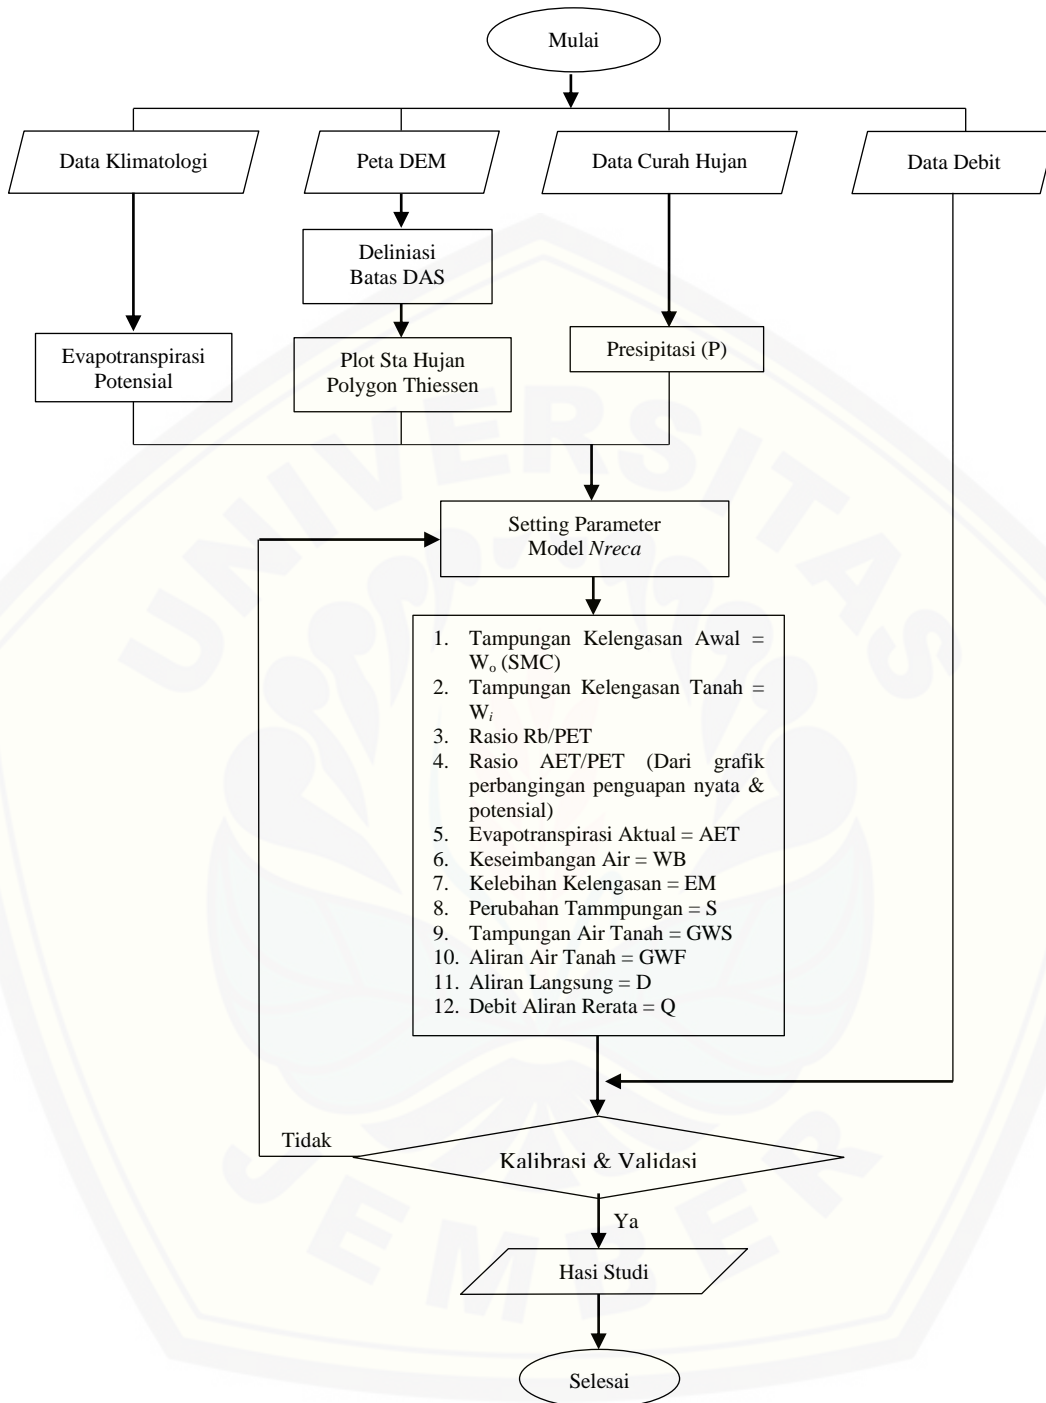 Mulai
Data Klimatologi
Peta DEM
Data Curah Hujan
Data Debit
Deliniasi
Batas DAS
Evapotranspirasi
Potensial
Plot Sta Hujan
Polygon Thiessen
Presipitasi (P)
Setting Parameter
Model Nreca
1. Tampungan Kelengasan Awal =
Wo (SMC)
2. Tampungan Kelengasan Tanah =
Wi
3. Rasio Rb/PET
4. Rasio AET/PET (Dari grafik
perbangingan penguapan nyata &
potensial)
5. Evapotranspirasi Aktual = AET
6. Keseimbangan Air = WB
7. Kelebihan Kelengasan = EM
8. Perubahan Tammpungan = S
9. Tampungan Air Tanah = GWS
10. Aliran Air Tanah = GWF
11. Aliran Langsung = D
12. Debit Aliran Rerata = Q
Tidak
Kalibrasi & Validasi
Ya
Hasi Studi
Selesai
UNIVERSITAS
JEMBER